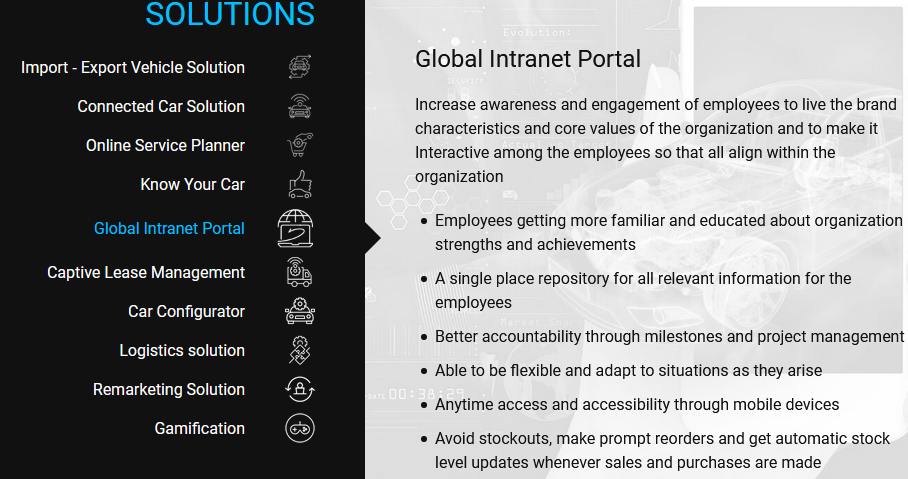 SOLUTIONS
Import - Export Vehicle Solution
Connected Car Solution
Online Service Planner
Know Your Car
Global Intranet Portal
Captive Lease Management
Car Configurator
Logistics solution
Remarketing Solution
Gamification
Evolution:
SECURITY
Global Intranet Portal
Increase awareness and engagement of employees to live the brand
characteristics and core values of the organization and to make it
Interactive among the employees so that all align within the
organization
Employees getting more familiar and educated about organization
strengths and achievements
A single place repository for all relevant information for the
employees
Better accountability through milestones and project management
Able to be flexible and adapt to situations as they arise
00:38:29
Anytime access and accessibility through mobile devices
Avoid stockouts, make prompt reorders and get automatic stock
level updates whenever sales and purchases are made